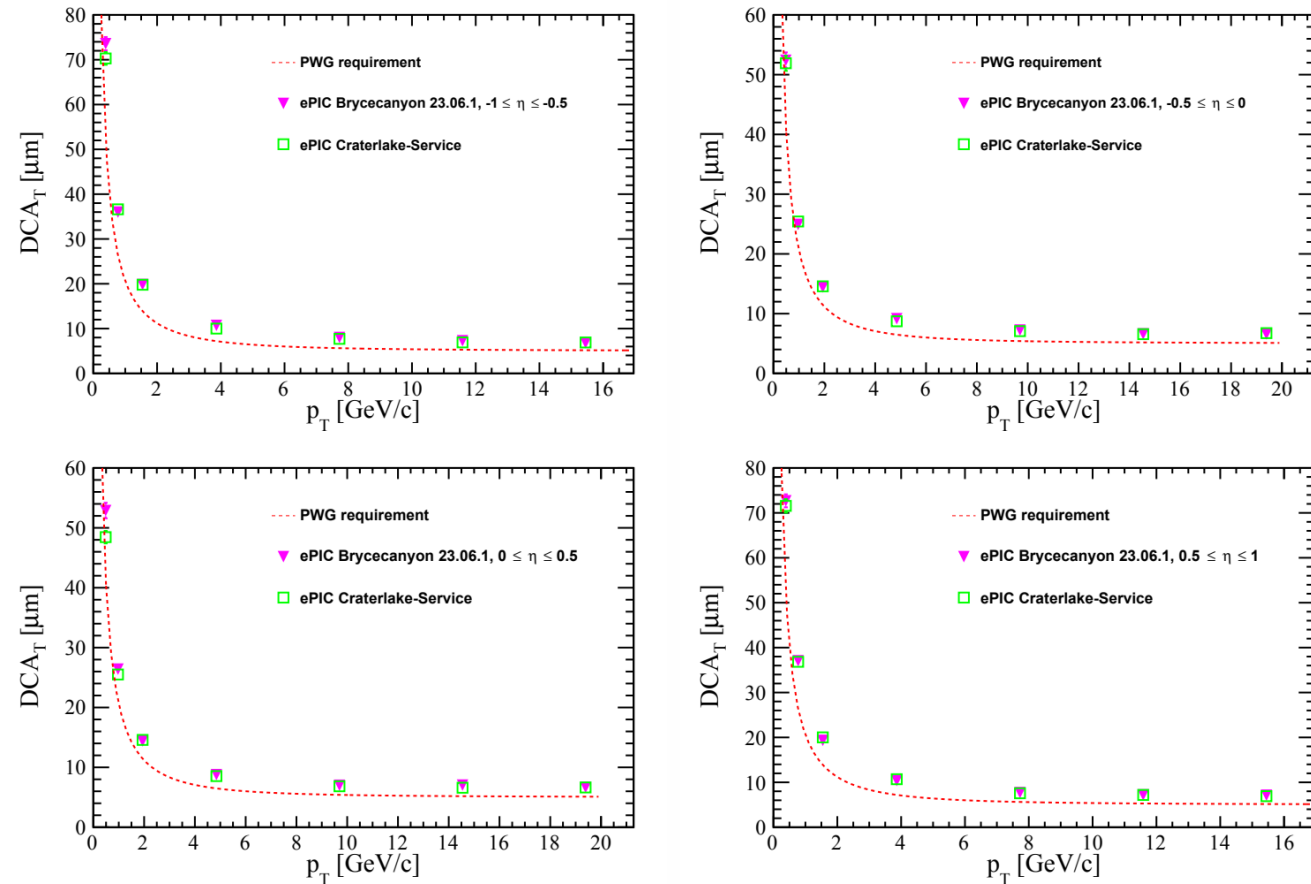 80
70
60
50
40
30
20
10
0
DCA_T [μm]
PWG requirement
ePIC Brycecanyon 23.06.1, -1 ≤ η ≤ -0.5
ePIC Craterlake-Service
0 2 4 6 8 10 12 14 16
p_T [GeV/c]
60
50
40
30
20
10
0
DCA_T [μm]
PWG requirement
ePIC Brycecanyon 23.06.1, -0.5 ≤ η ≤ 0
ePIC Craterlake-Service
0 2 4 6 8 10 12 14 16 18 20
p_T [GeV/c]
60
50
40
30
20
10
0
DCA_T [μm]
PWG requirement
ePIC Brycecanyon 23.06.1, 0 ≤ η ≤ 0.5
ePIC Craterlake-Service
0 2 4 6 8 10 12 14 16 18 20
p_T [GeV/c]
80
70
60
50
40
30
20
10
0
DCA_T [μm]
PWG requirement
ePIC Brycecanyon 23.06.1, 0.5 ≤ η ≤ 1
ePIC Craterlake-Service
0 2 4 6 8 10 12 14 16
p_T [GeV/c]